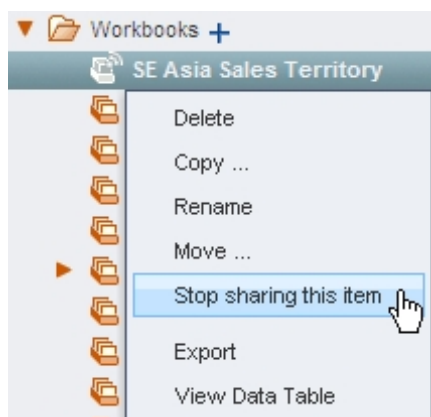 Workbooks
SE Asia Sales Territory
Delete
Copy ...
Rename
Move ...
Stop sharing this item
Export
View Data Table